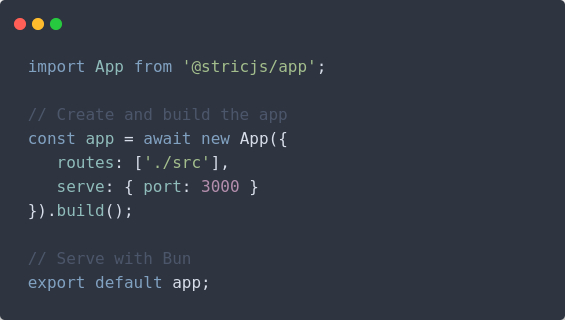 import App from '@stricjs/app';
// Create and build the app
const app = await new App({
routes: ['./src'],
serve: { port: 3000 }
}).build();
// Serve with Bun
export default app;